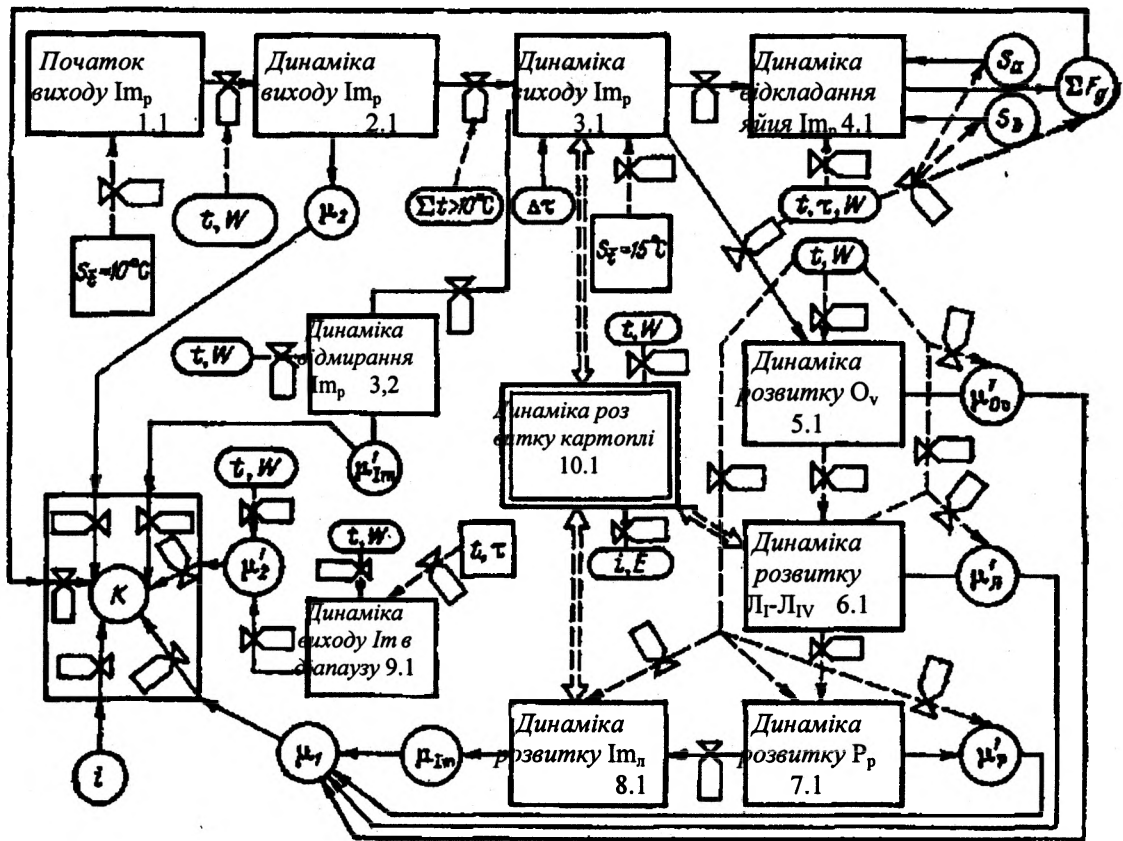 Початок
виходу Imр
1.1
Динаміка
виходу Imр
2.1
Динаміка
виходу Imр
3.1
Динаміка
відкладання
яйця Imр 4.1
ΣFg
t, W
μ2
Σt>10°C
Δτ
t, τ, W
St̄=10°C
St̄=15°C
t, W
Динаміка
відмирання
Imр 3,2
t, W
t, W
Динаміка роз
витку картоплі
10.1
Динаміка
розвитку Ov
5.1
μ'Ov
μ'Im
t, W
μ'2
t, W
t, τ
i, E
K
Динаміка
виходу Im в
діапаузу 9.1
Динаміка
розвитку
ЛI-ЛIV 6.1
μ'Л
i
μ1
μIm
Динаміка
розвитку Imл
8.1
Динаміка
розвитку Pр
7.1
μ'р